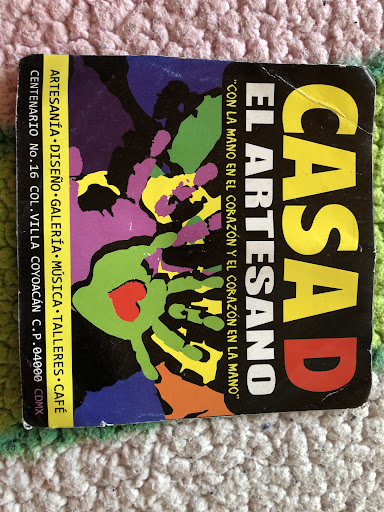 CASA D
EL ARTESANO
"CON LA MANO EN EL CORAZÓN Y EL CORAZÓN EN LA MANO"
ARTESANÍA·DISEÑO·GALERÍA·MÚSICA·TALLERES·CAFÉ
CENTENARIO No.16 COL.VILLA COYOACÁN C.P.04000 CDMX